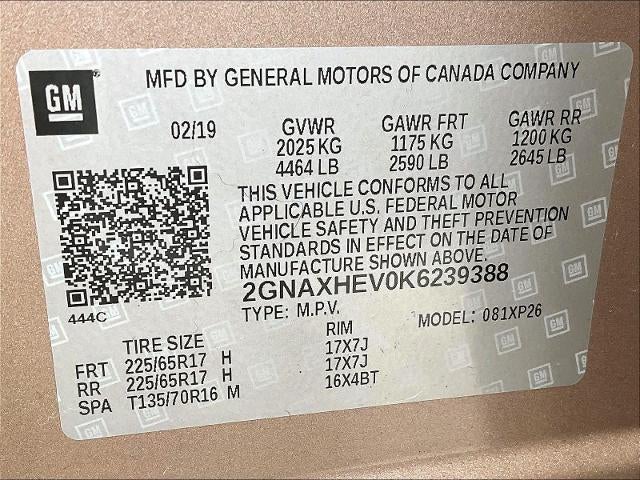 GM
MFD BY GENERAL MOTORS OF CANADA COMPANY
02/19 GVWR GAWR FRT GAWR RR
2025 KG 1175 KG 1200 KG
4464 LB 2590 LB 2645 LB
THIS VEHICLE CONFORMS TO ALL
APPLICABLE U.S. FEDERAL MOTOR
VEHICLE SAFETY AND THEFT PREVENTION
STANDARDS IN EFFECT ON THE DATE OF
MANUFACTURE SHOWN ABOVE.
2GNAXHEV0K6239388
444C
TYPE: M.P.V. MODEL: 081XP26
TIRE SIZE RIM
FRT 225/65R17 H 17X7J
RR 225/65R17 H 17X7J
SPA T135/70R16 M 16X4BT